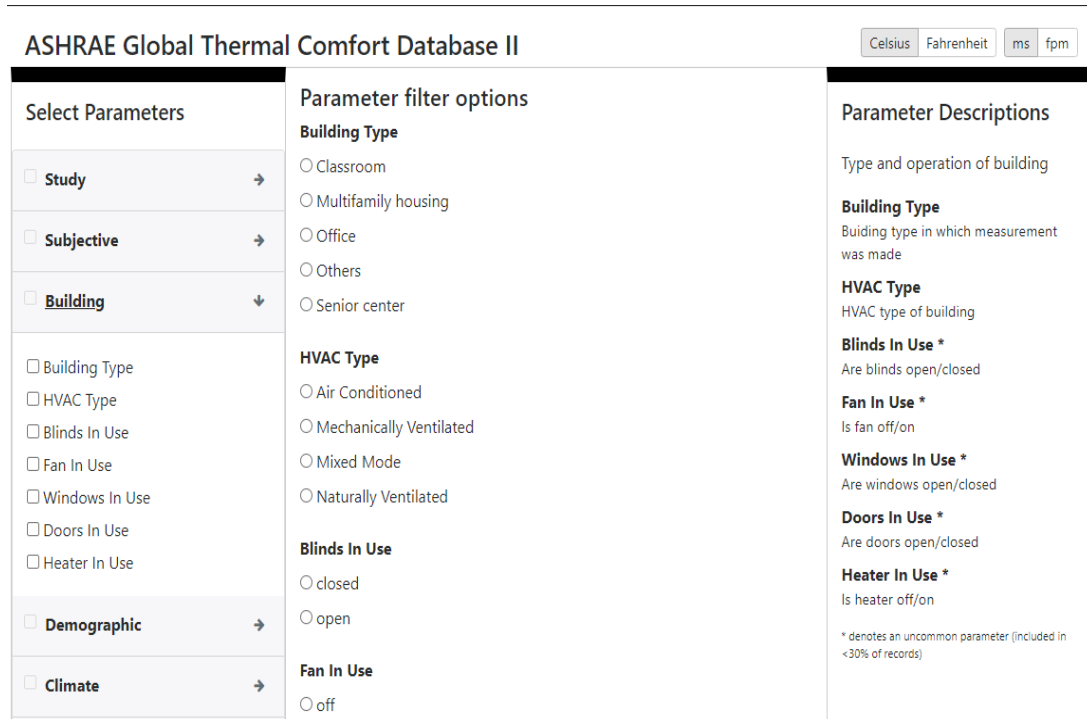 ASHRAE Global Thermal Comfort Database II
Celsius Fahrenheit ms fpm
Select Parameters
Study
Subjective
Building
Building Type
HVAC Type
Blinds In Use
Fan In Use
Windows In Use
Doors In Use
Heater In Use
Demographic
Climate
Parameter filter options
Building Type
Classroom
Multifamily housing
Office
Others
Senior center
HVAC Type
Air Conditioned
Mechanically Ventilated
Mixed Mode
Naturally Ventilated
Blinds In Use
closed
open
Fan In Use
off
Parameter Descriptions
Type and operation of building
Building Type
Buiding type in which measurement
was made
HVAC Type
HVAC type of building
Blinds In Use *
Are blinds open/closed
Fan In Use *
Is fan off/on
Windows In Use *
Are windows open/closed
Doors In Use *
Are doors open/closed
Heater In Use *
Is heater off/on
* denotes an uncommon parameter (included in
<30% of records)